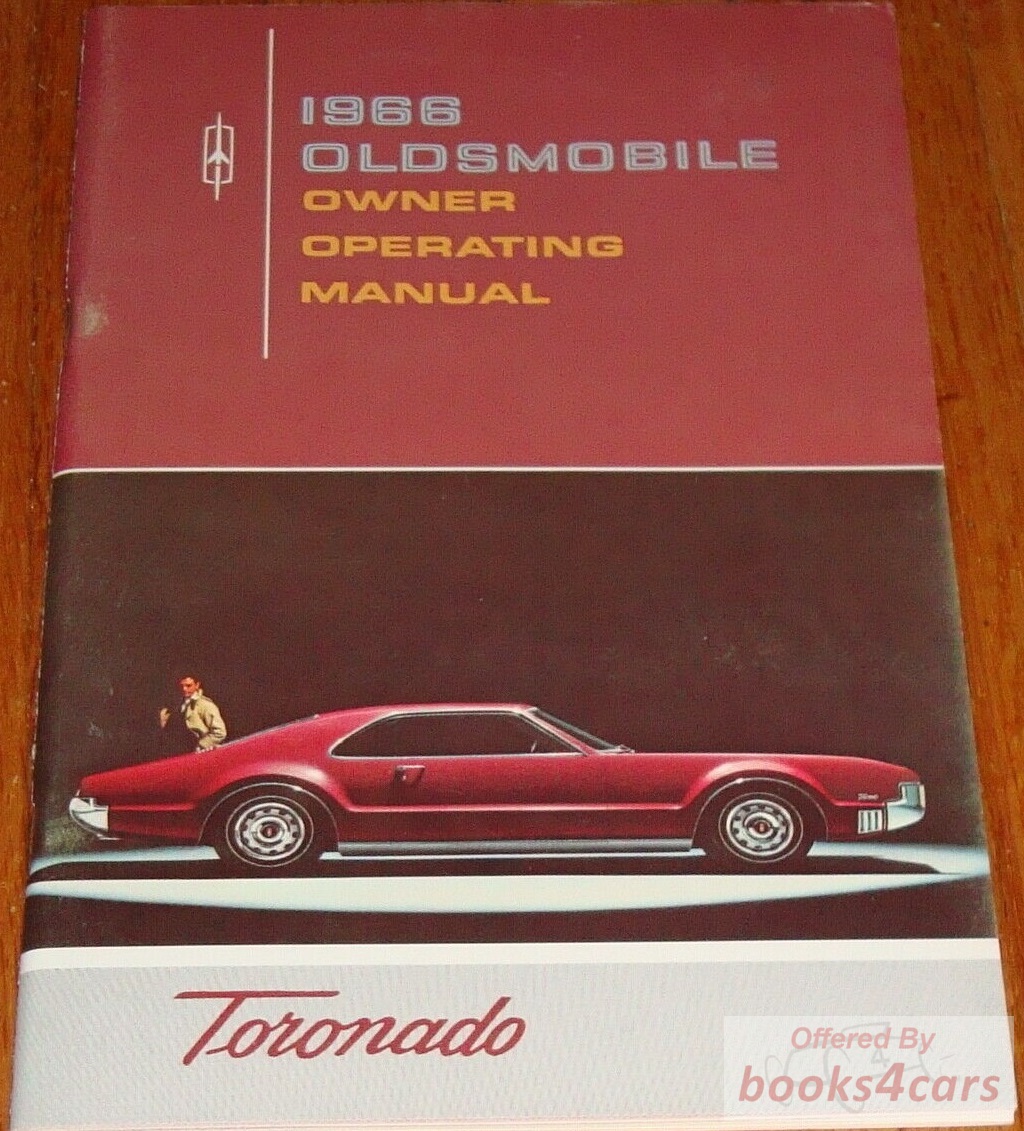 1966
OLDSMOBILE
OWNER
OPERATING
MANUAL
Toronado
Offered By
books4cars